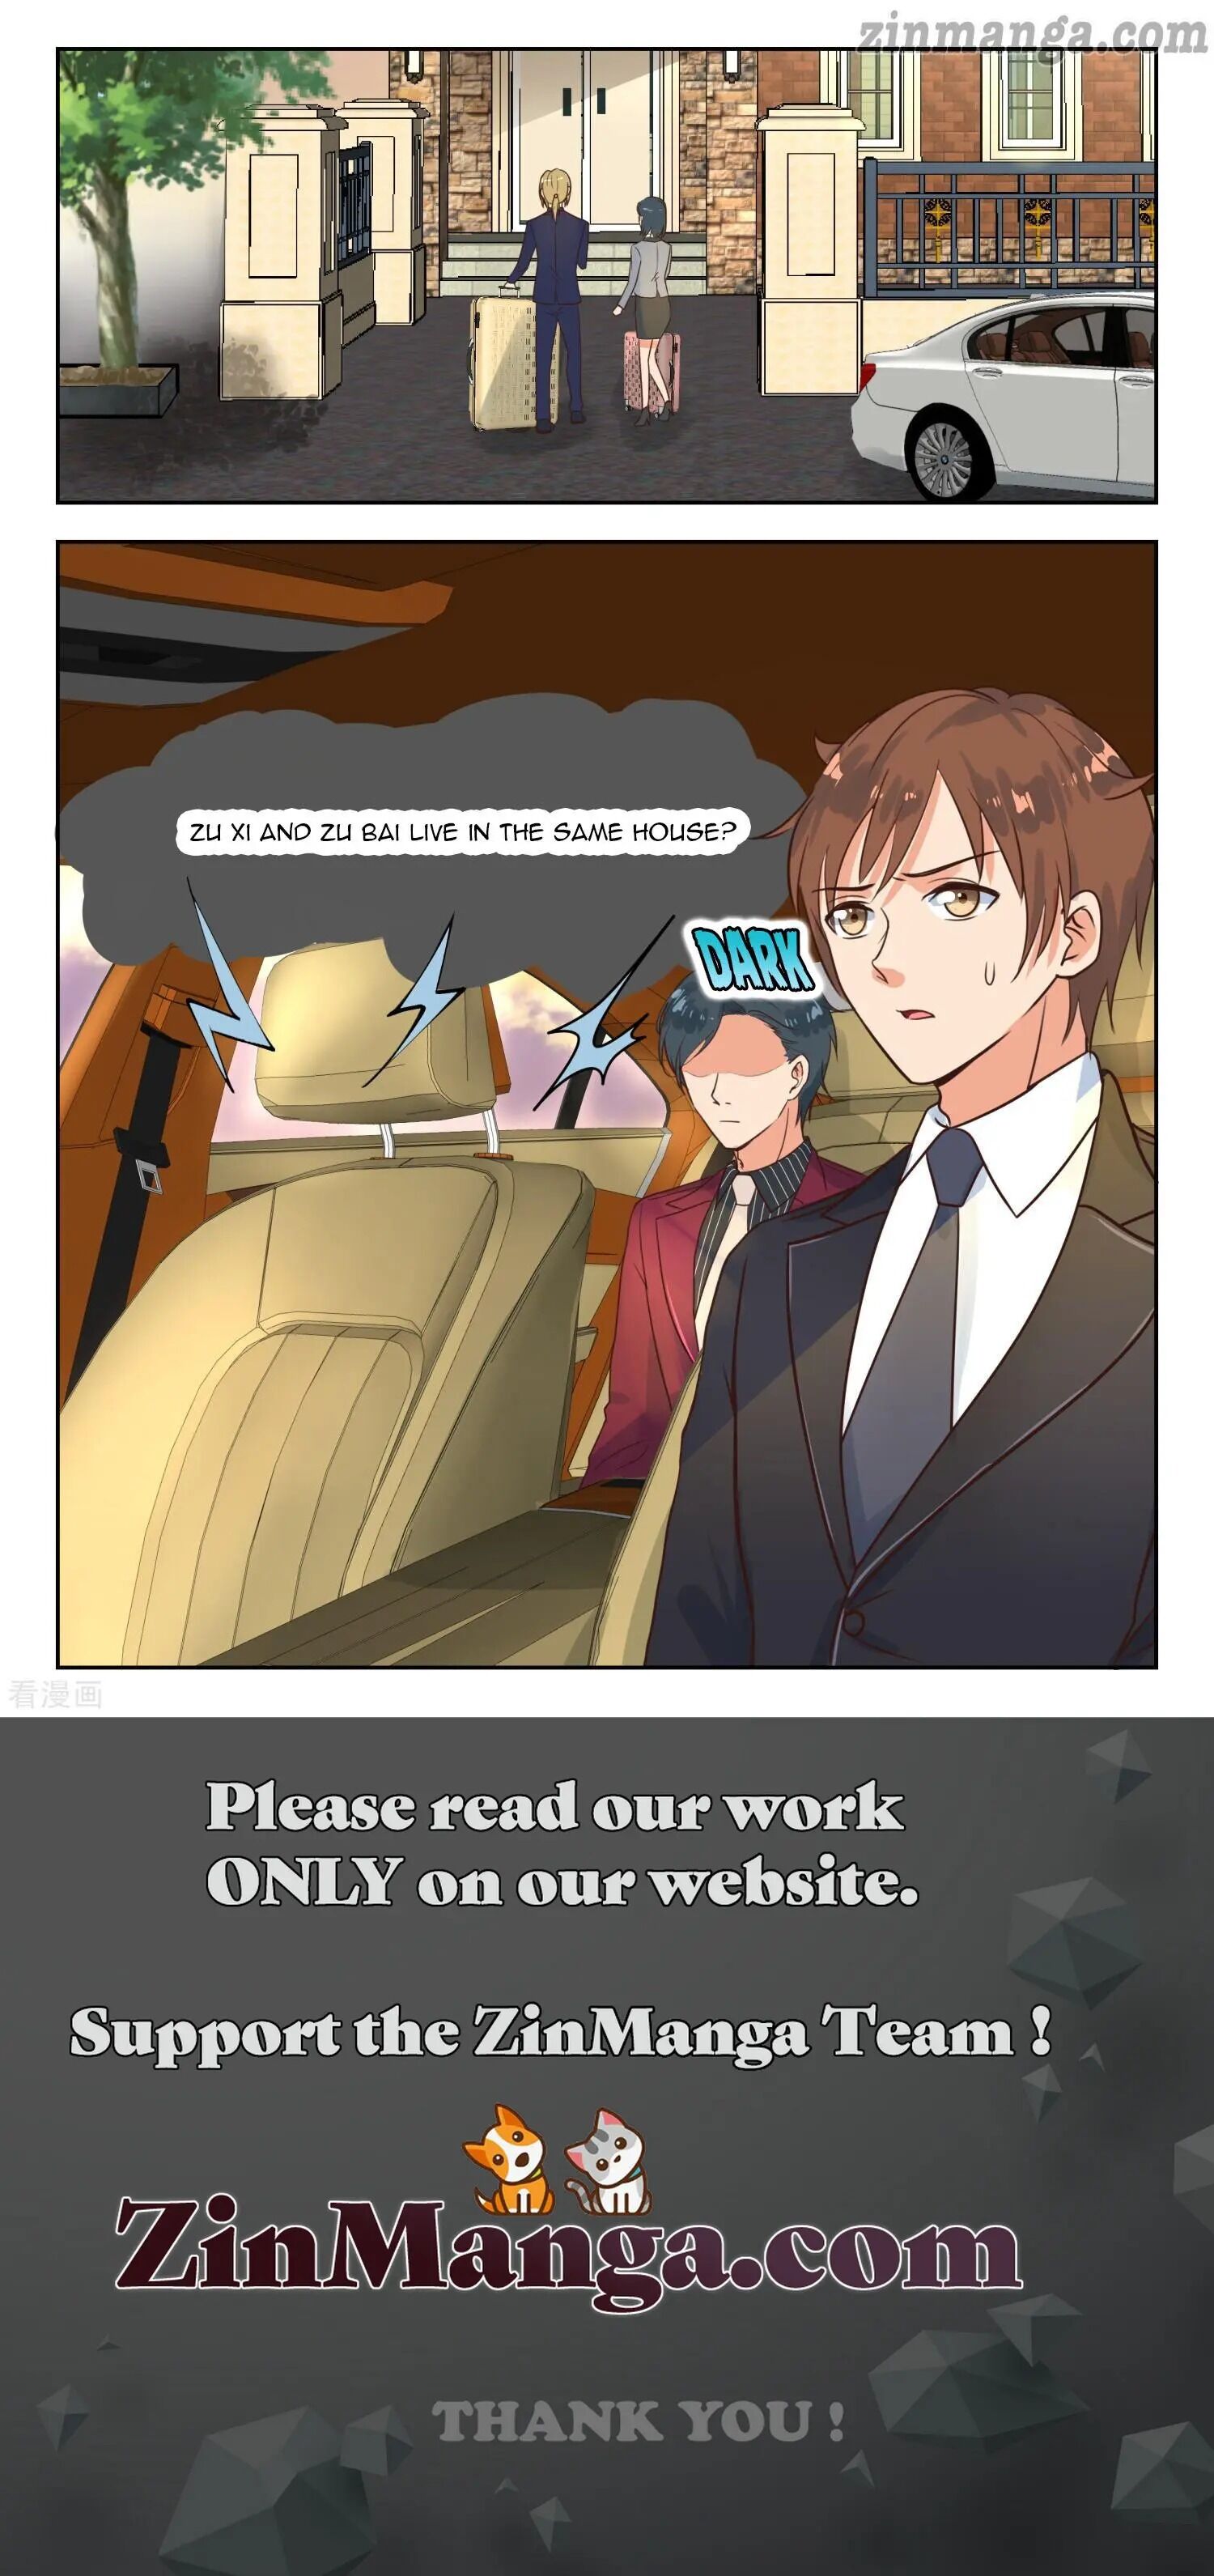 zinmanga.com
ZU XI AND ZU BAI LIVE IN THE SAME HOUSE?
DARK
看漫画
Please read our work
ONLY on our website.
Support the ZinManga Team !
ZinManga.com
THANK YOU !